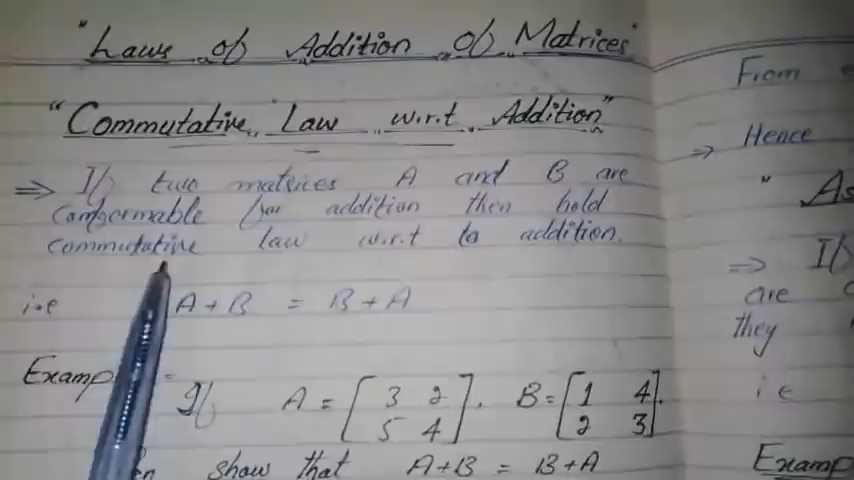 "Laws of Addition of Matrices"
"Commutative Law w.r.t Addition"
⇒ If two matrices A and B are
conformable for addition then hold
commutative law w.r.t to addition.
i.e A+B = B+A
Examp
If A = [3 2
5 4], B = [1 4
2 3].
show that A+B = B+A
From
⇒ Hence
" As
⇒ If
are
they
i e
Examp